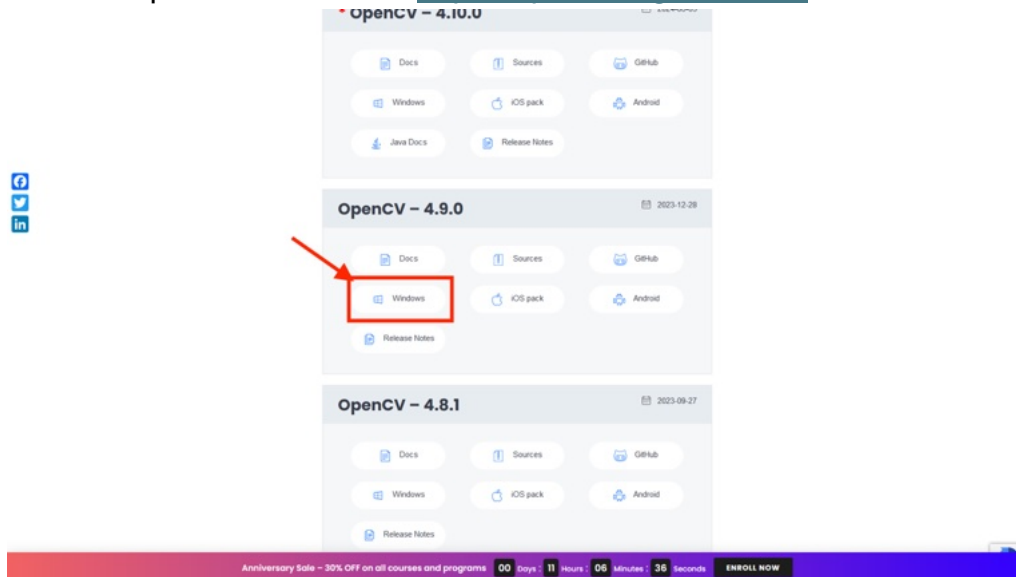 OpenCV – 4.10.0
Docs Sources GitHub
Windows iOS pack Android
Java Docs Release Notes
OpenCV – 4.9.0 2023-12-28
Docs Sources GitHub
Windows iOS pack Android
Release Notes
OpenCV – 4.8.1 2023-09-27
Docs Sources GitHub
Windows iOS pack Android
Release Notes
Anniversary Sale – 30% OFF on all courses and programs 00 Days : 11 Hours : 06 Minutes : 36 Seconds ENROLL NOW